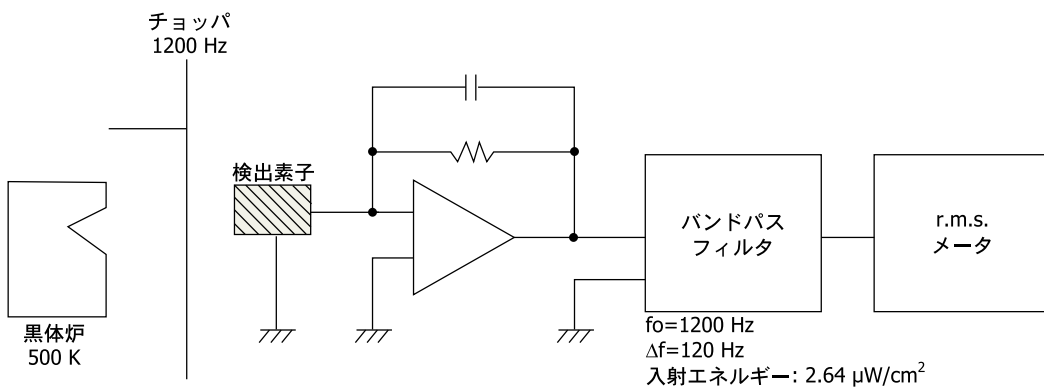 チョッパ
1200 Hz
検出素子
バンドパス
フィルタ
r.m.s.
メータ
黒体炉
500 K
fo=1200 Hz
Δf=120 Hz
入射エネルギー: 2.64 μW/cm²